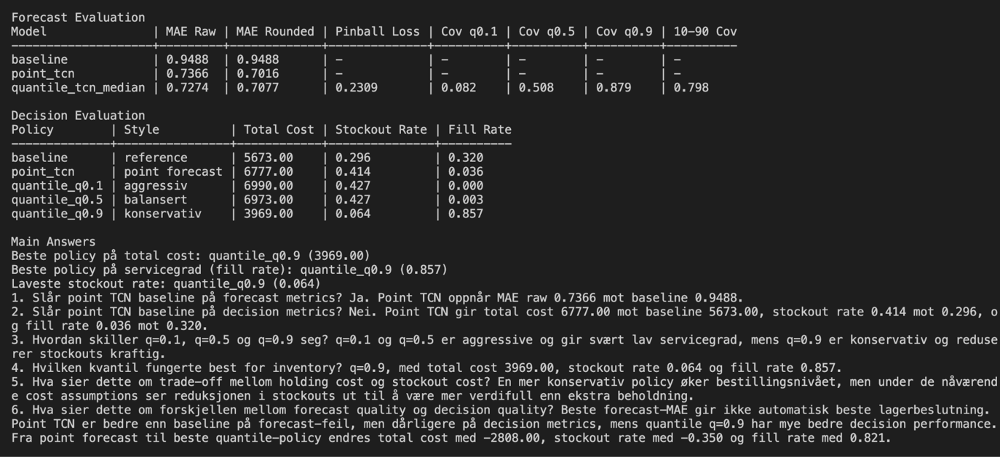 Forecast Evaluation
Model                | MAE Raw | MAE Rounded | Pinball Loss | Cov q0.1 | Cov q0.5 | Cov q0.9 | 10-90 Cov
---------------------+---------+-------------+--------------+----------+----------+----------+----------
baseline             | 0.9488  | 0.9488      | -            | -        | -        | -        | -
point_tcn            | 0.7366  | 0.7016      | -            | -        | -        | -        | -
quantile_tcn_median  | 0.7274  | 0.7077      | 0.2309       | 0.082    | 0.508    | 0.879    | 0.798
Decision Evaluation
Policy        | Style          | Total Cost | Stockout Rate | Fill Rate
--------------+----------------+------------+---------------+----------
baseline      | reference      | 5673.00    | 0.296         | 0.320
point_tcn     | point forecast | 6777.00    | 0.414         | 0.036
quantile_q0.1 | aggressiv      | 6990.00    | 0.427         | 0.000
quantile_q0.5 | balansert      | 6973.00    | 0.427         | 0.003
quantile_q0.9 | konservativ    | 3969.00    | 0.064         | 0.857
Main Answers
Beste policy på total cost: quantile_q0.9 (3969.00)
Beste policy på servicegrad (fill rate): quantile_q0.9 (0.857)
Laveste stockout rate: quantile_q0.9 (0.064)
1. Slår point TCN baseline på forecast metrics? Ja. Point TCN oppnår MAE raw 0.7366 mot baseline 0.9488.
2. Slår point TCN baseline på decision metrics? Nei. Point TCN gir total cost 6777.00 mot baseline 5673.00, stockout rate 0.414 mot 0.296, o
g fill rate 0.036 mot 0.320.
3. Hvordan skiller q=0.1, q=0.5 og q=0.9 seg? q=0.1 og q=0.5 er aggressive og gir svært lav servicegrad, mens q=0.9 er konservativ og reduse
rer stockouts kraftig.
4. Hvilken kvantil fungerte best for inventory? q=0.9, med total cost 3969.00, stockout rate 0.064 og fill rate 0.857.
5. Hva sier dette om trade-off mellom holding cost og stockout cost? En mer konservativ policy øker bestillingsnivået, men under de nåværend
e cost assumptions ser reduksjonen i stockouts ut til å være mer verdifull enn ekstra beholdning.
6. Hva sier dette om forskjellen mellom forecast quality og decision quality? Beste forecast-MAE gir ikke automatisk beste lagerbeslutning.
Point TCN er bedre enn baseline på forecast-feil, men dårligere på decision metrics, mens quantile q=0.9 har mye bedre decision performance.
Fra point forecast til beste quantile-policy endres total cost med -2808.00, stockout rate med -0.350 og fill rate med 0.821.